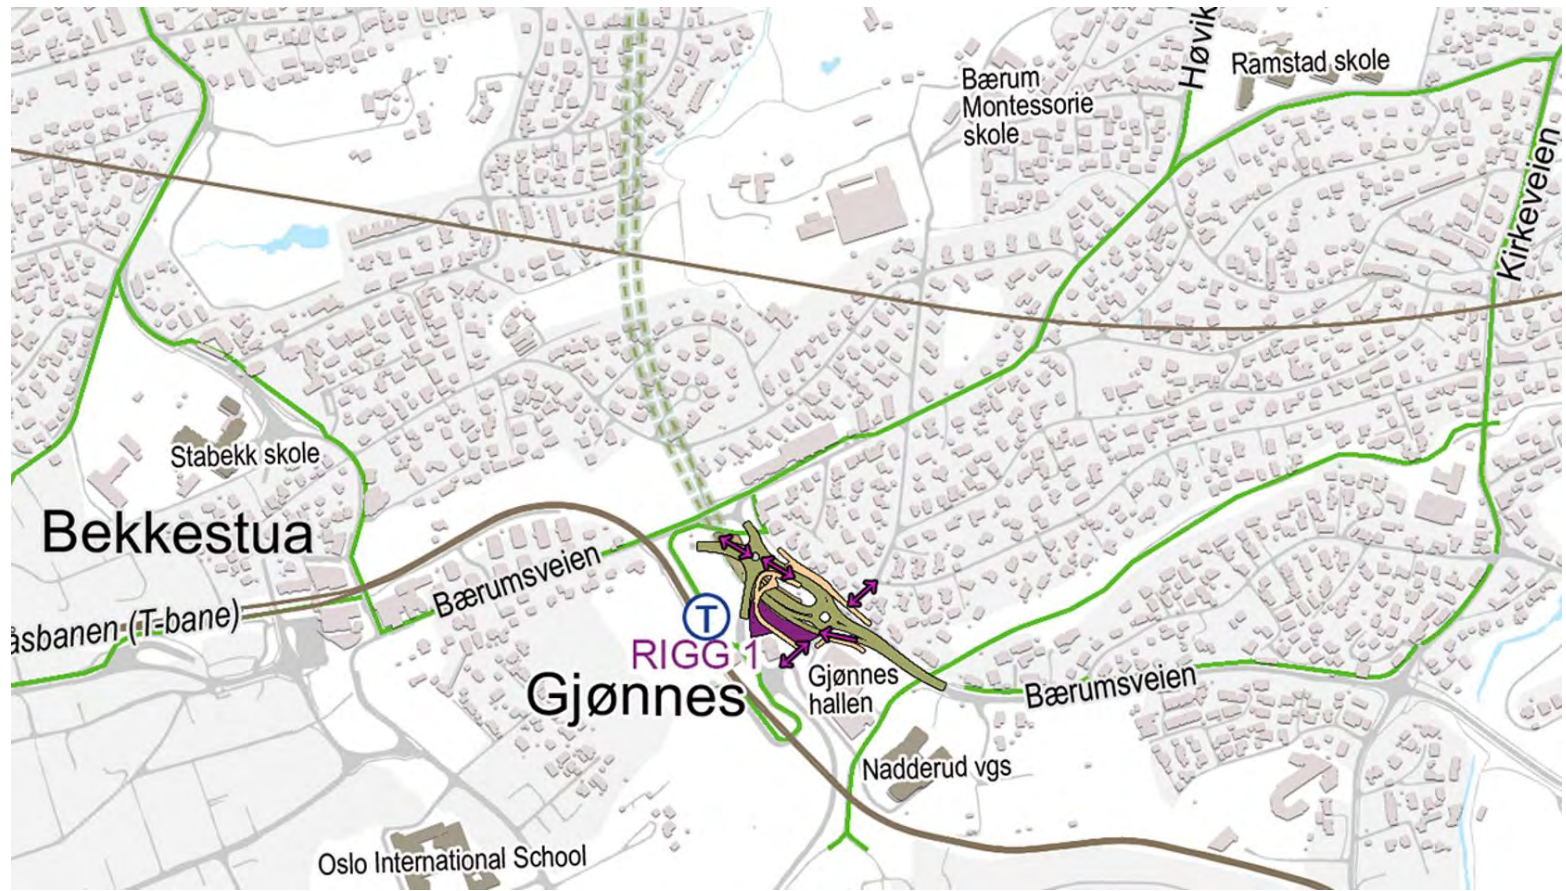 Høvik
Ramstad skole
Bærum
Montessorie
skole
Kirkeveien
Stabekk skole
Bekkestua
Bærumsveien
åsbanen (T-bane)
T
RIGG 1
Gjønnes
Gjønnes
hallen
Bærumsveien
Nadderud vgs
Oslo International School